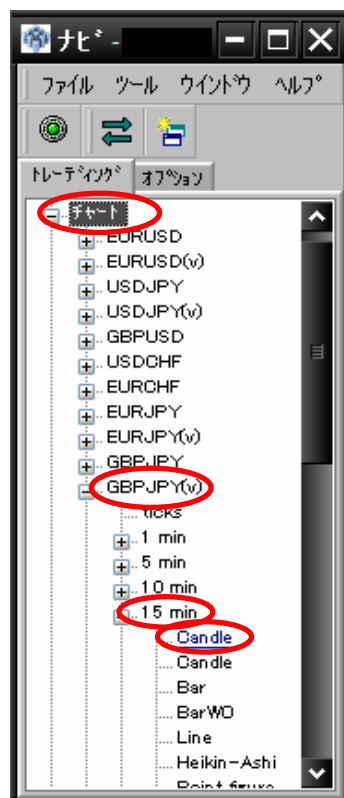 ナビ -
ファイル ツール ウインドウ ヘルプ
トレーディング オプション
チャート
EURUSD
EURUSD(v)
USDJPY
USDJPY(v)
GBPUSD
USDCHF
EURCHF
EURJPY
EURJPY(v)
GBPJPY
GBPJPY(v)
ticks
1 min
5 min
10 min
15 min
Candle
Candle
Bar
BarWO
Line
Heikin-Ashi
Point figure